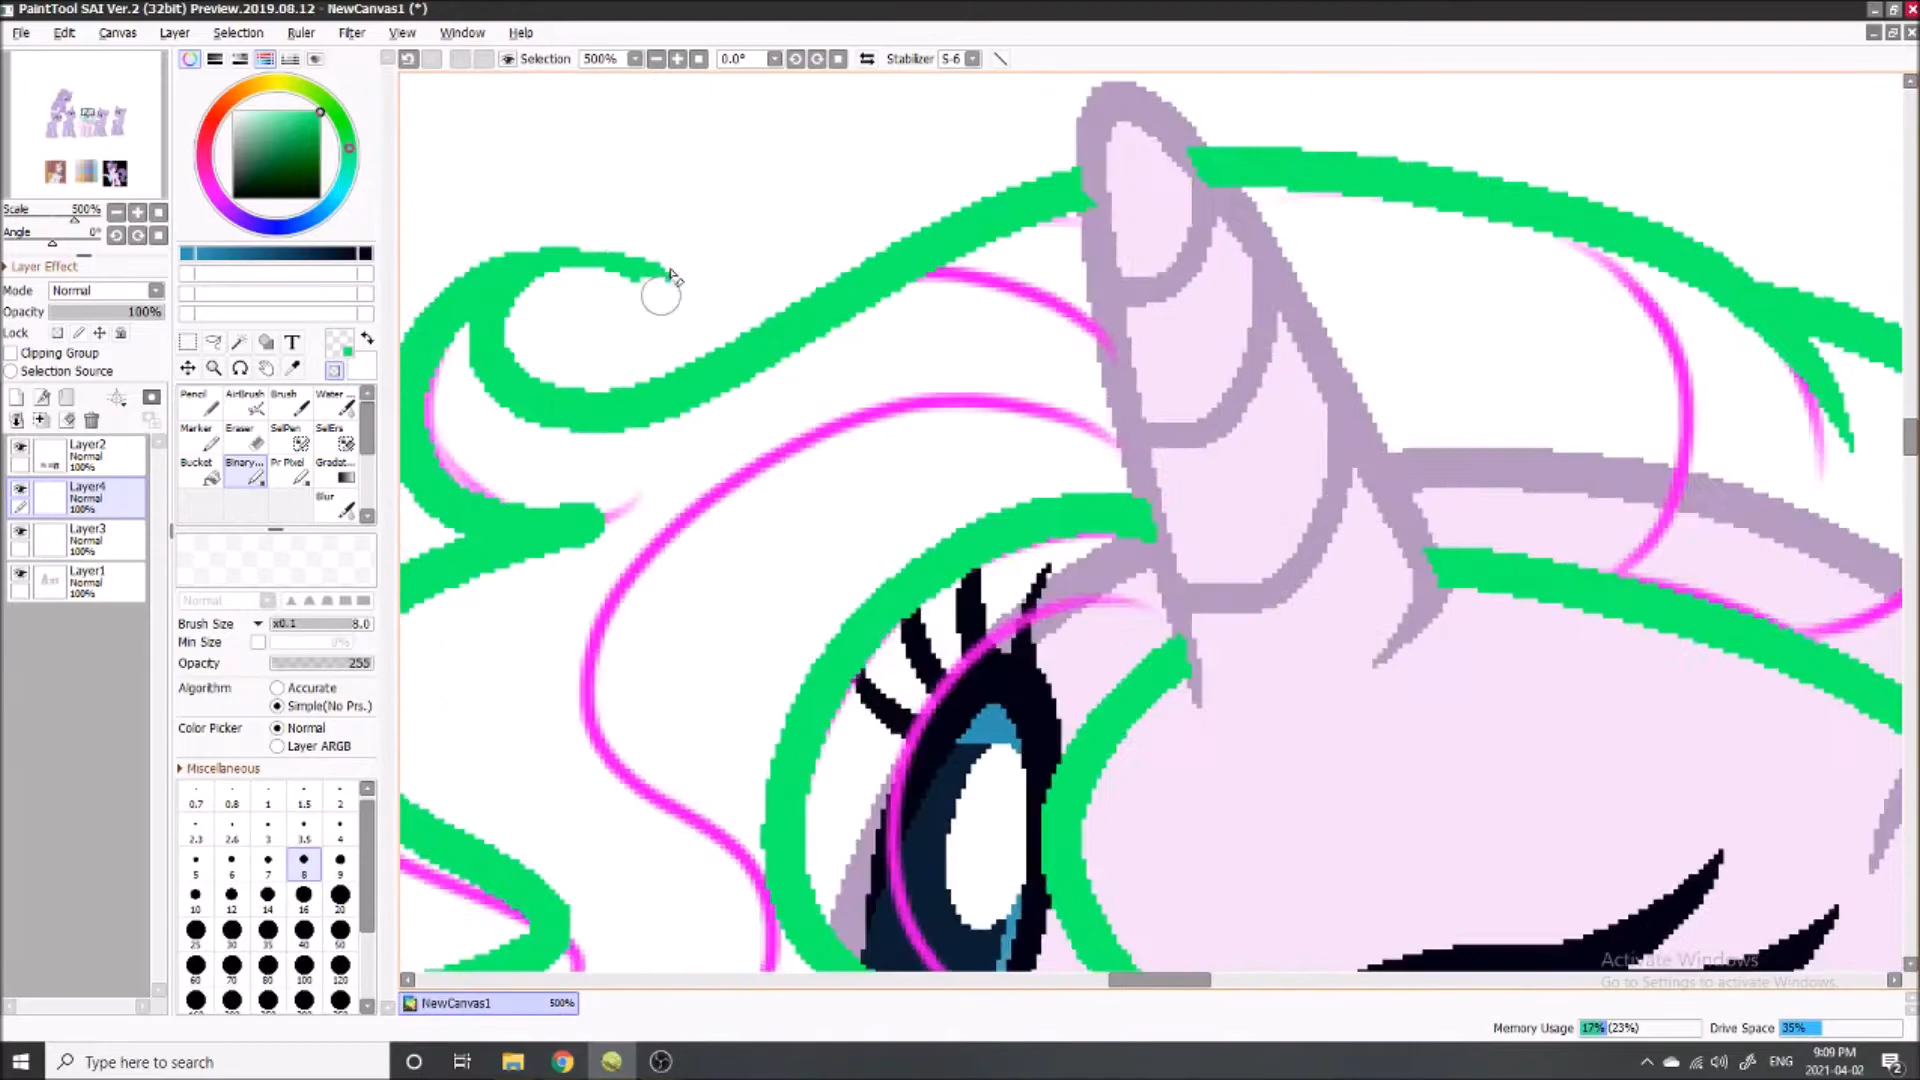 PaintTool SAI Ver.2 (32bit) Preview.2019.08.12 - NewCanvas1 (*)
File Edit Canvas Layer Selection Ruler Filter View Window Help
Selection 500% 0.0° Stabilizer S-6
Scale 500%
Angle 0°
Layer Effect
Mode Normal
Opacity 100%
Lock
Clipping Group
Selection Source
Layer2
Normal
100%
Layer4
Normal
100%
Layer3
Normal
100%
Layer1
Normal
100%
T
Pencil AirBrush Brush Water ...
Marker Eraser SelPen SelErs
Bucket Binary... Pr Pixel Gradat...
Blur
Normal
Brush Size x0.1 8.0
Min Size 0%
Opacity 255
Algorithm Accurate
Simple(No Prs.)
Color Picker Normal
Layer ARGB
Miscellaneous
0.7 0.8 1 1.5 2
2.3 2.6 3 3.5 4
5 6 7 8 9
10 12 14 16 20
25 30 35 40 50
60 70 80 100 120
Activate Windows
Go to Settings to activate Windows.
NewCanvas1 500%
Memory Usage 17% (23%) Drive Space 35%
Type here to search
ENG
9:09 PM
2021-04-02
2